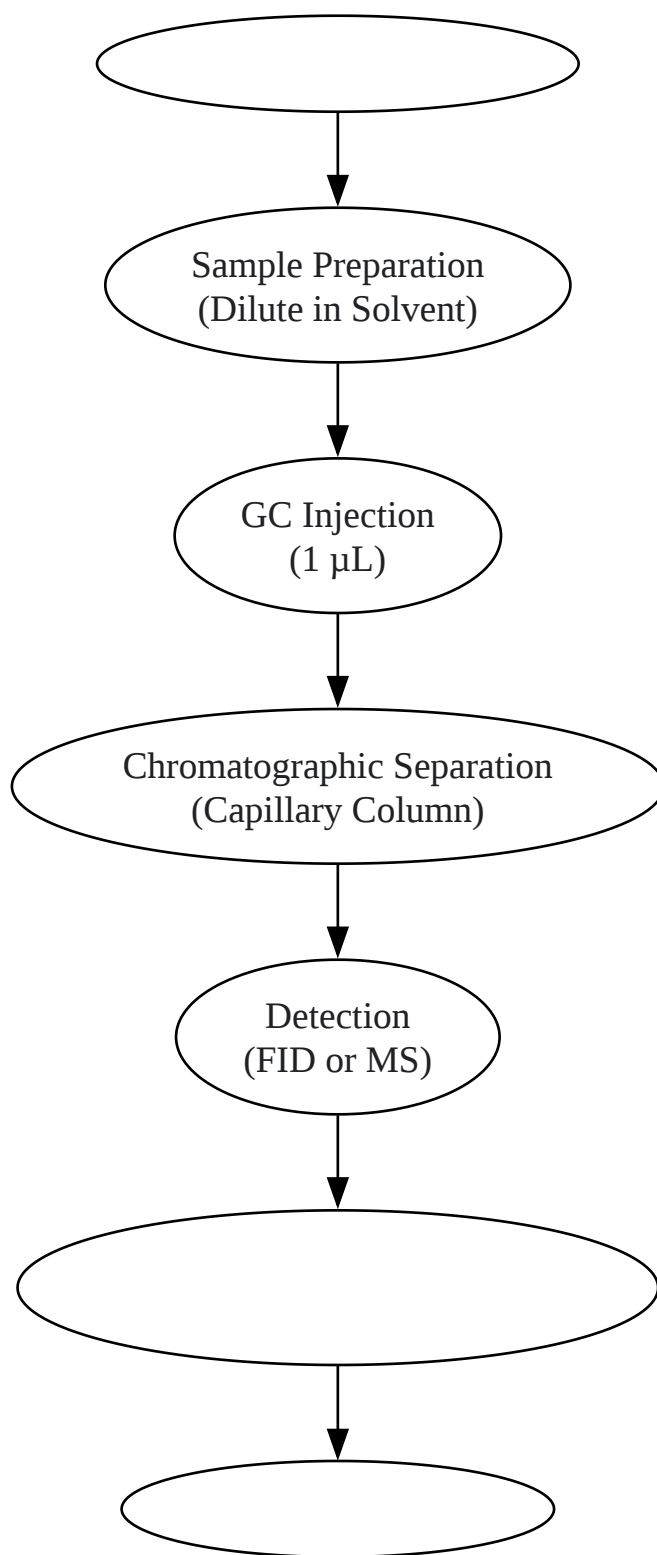 Sample Preparation
(Dilute in Solvent)
GC Injection
(1 µL)
Chromatographic Separation
(Capillary Column)
Detection
(FID or MS)